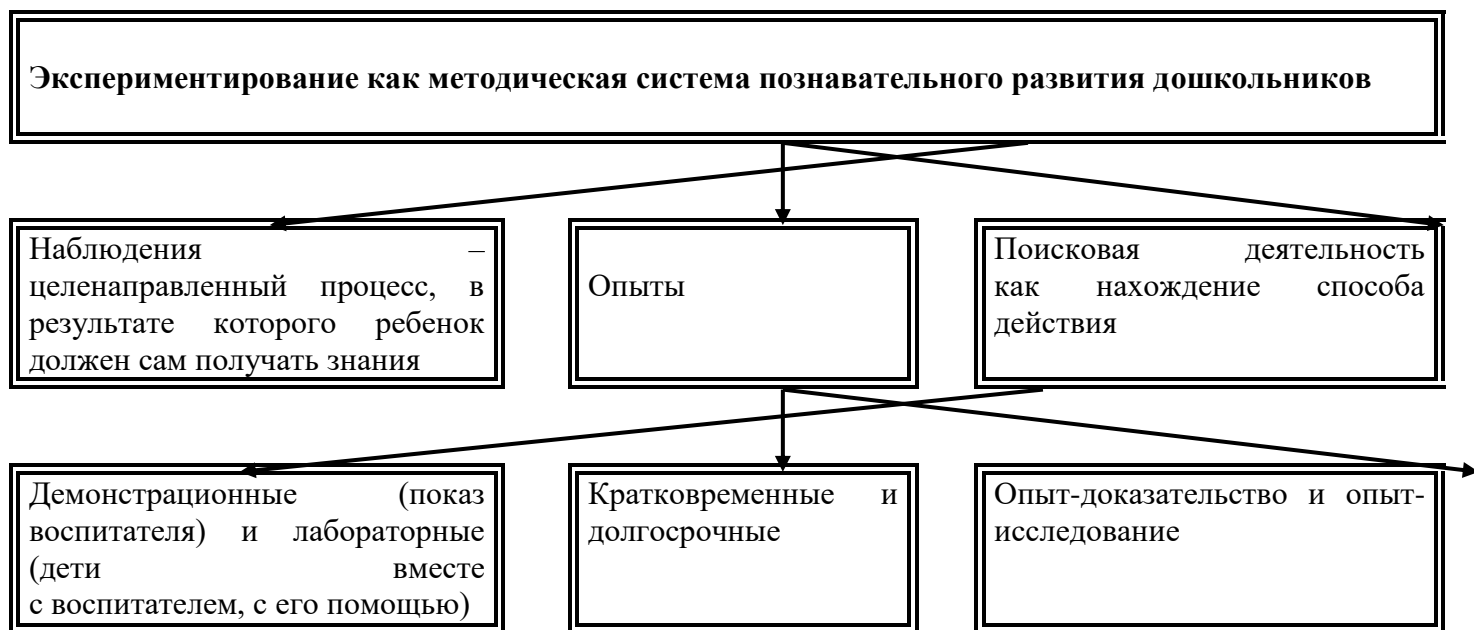 Экспериментирование как методическая система познавательного развития дошкольников
Наблюдения –
целенаправленный процесс, в
результате которого ребенок
должен сам получать знания
Опыты
Поисковая деятельность
как нахождение способа
действия
Демонстрационные (показ
воспитателя) и лабораторные
(дети вместе
с воспитателем, с его помощью)
Кратковременные и
долгосрочные
Опыт-доказательство и опыт-
исследование